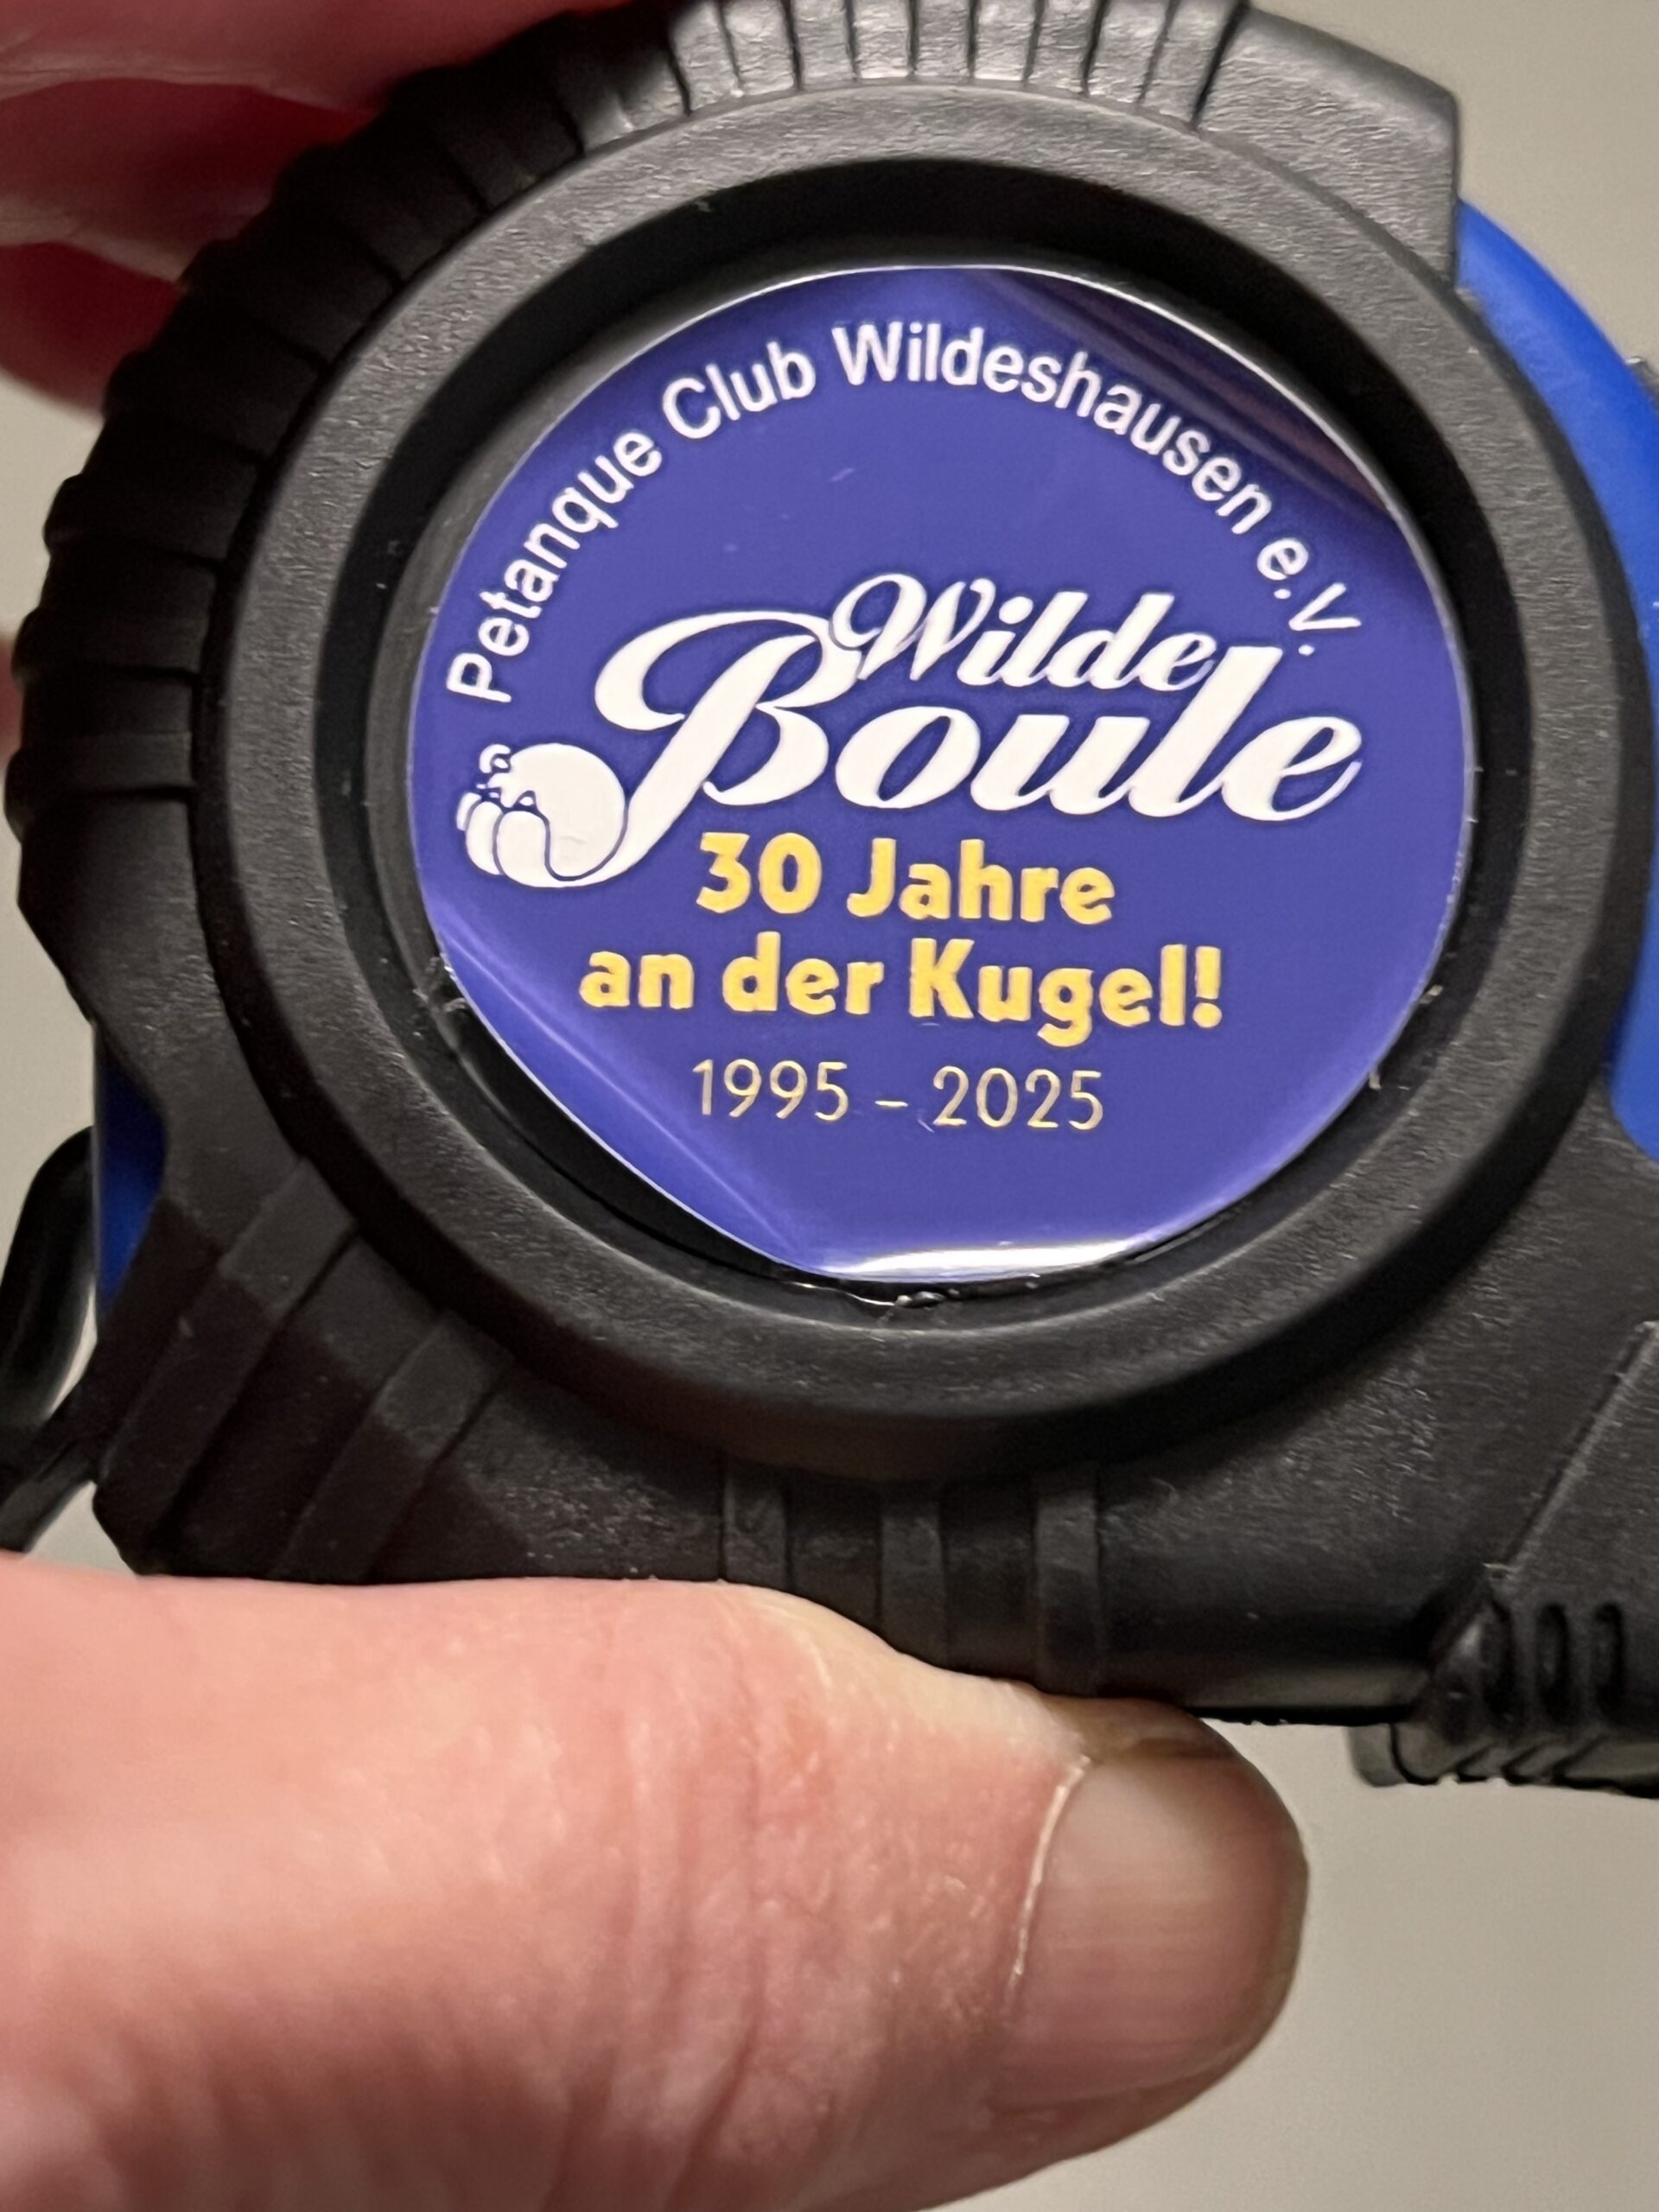 Petanque Club Wildeshausen e.V.
Wilde
Boule
30 Jahre
an der Kugel!
1995 – 2025